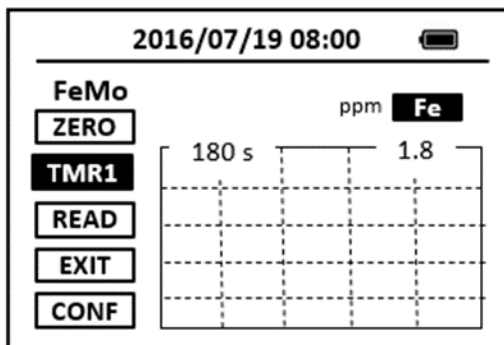 2016/07/19 08:00
FeMo
ppm Fe
ZERO
180 s 1.8
TMR1
READ
EXIT
CONF